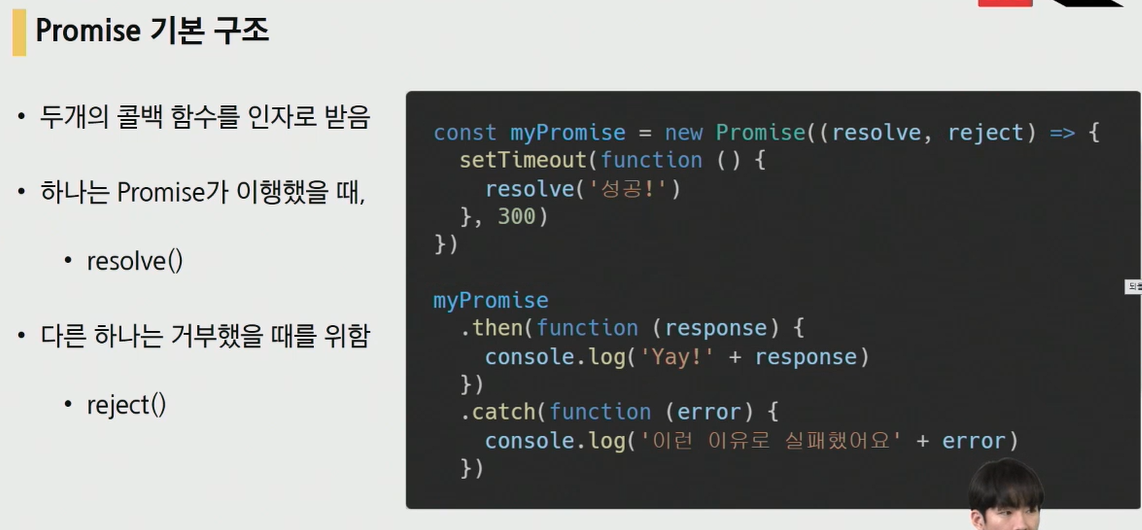 Promise 기본 구조
• 두개의 콜백 함수를 인자로 받음
• 하나는 Promise가 이행했을 때,
• resolve()
• 다른 하나는 거부했을 때를 위함
• reject()
const myPromise = new Promise((resolve, reject) => {
  setTimeout(function () {
    resolve('성공!')
  }, 300)
})

myPromise
  .then(function (response) {
    console.log('Yay!' + response)
  })
  .catch(function (error) {
    console.log('이런 이유로 실패했어요' + error)
  })